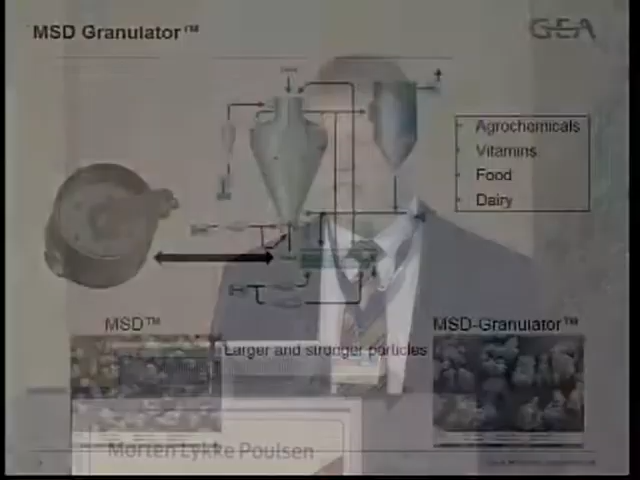 MSD Granulator™
GEA
Agrochemicals
Vitamins
Food
Dairy
MSD™
MSD-Granulator™
Larger and stronger particles
Morten Lykke Poulsen